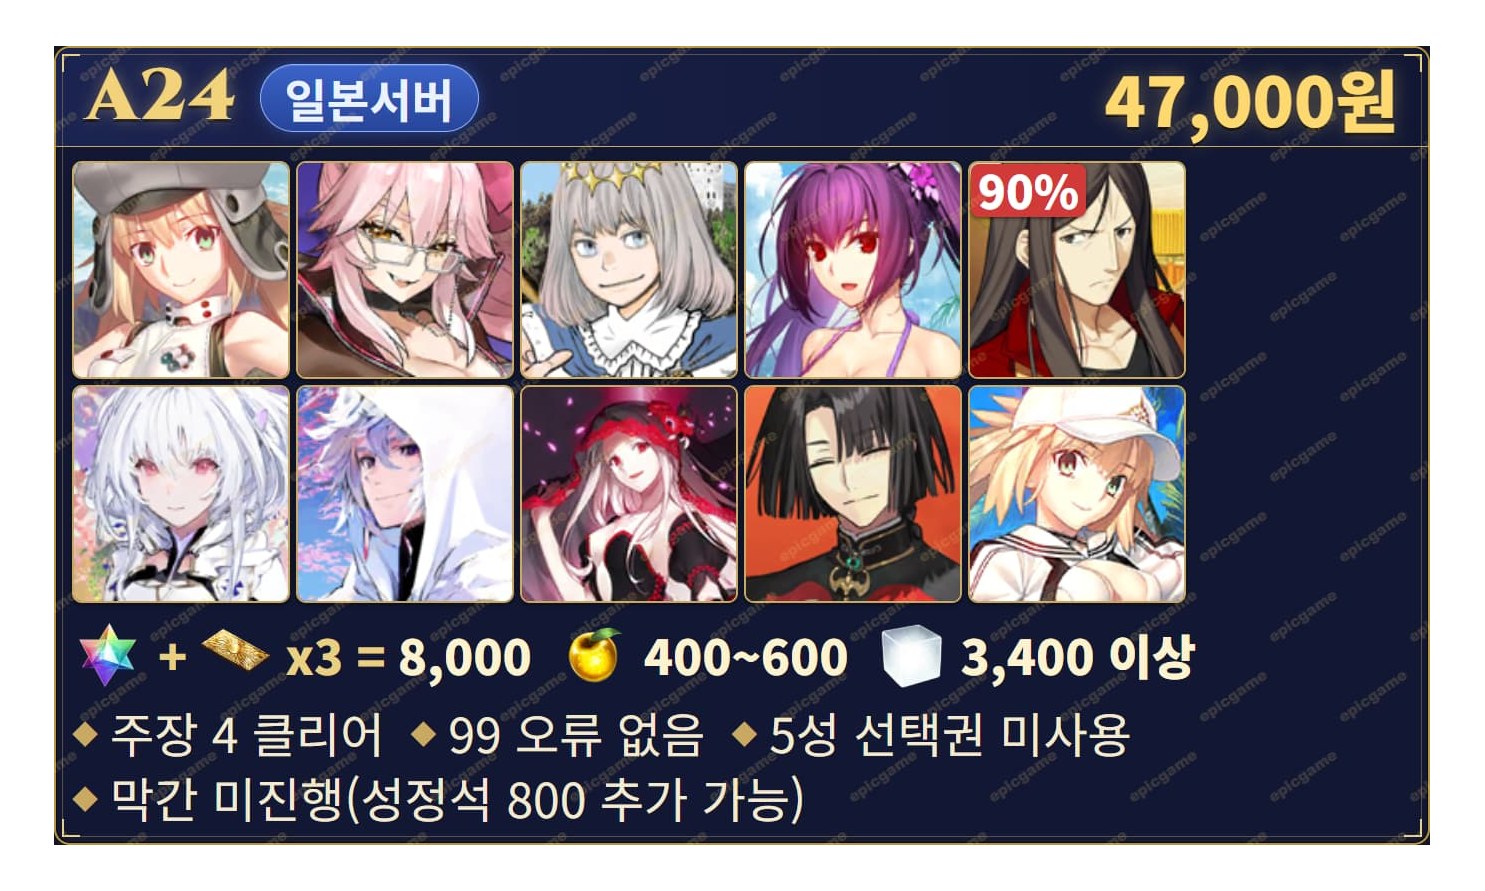 A24 일본서버 47,000원
90%
+ x3 = 8,000 400~600 3,400 이상
◆ 주장 4 클리어 ◆ 99 오류 없음 ◆ 5성 선택권 미사용
◆ 막간 미진행(성정석 800 추가 가능)
epicgame